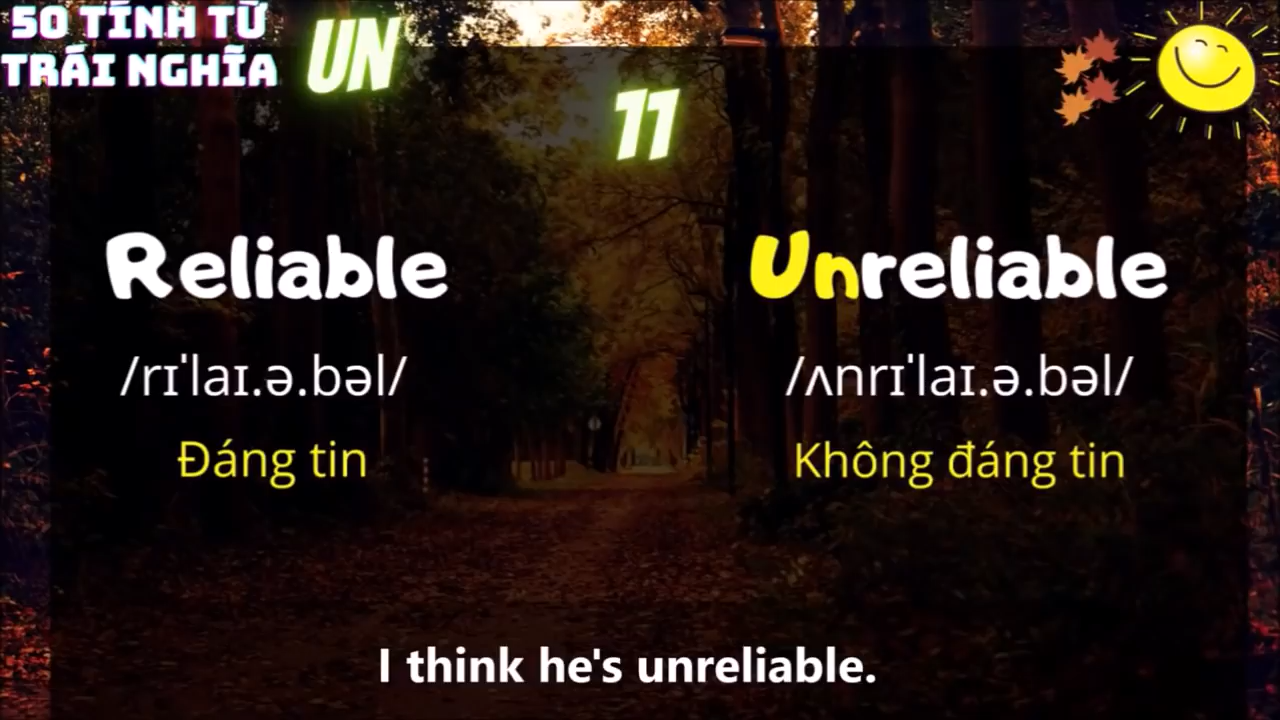 50 TÍNH TỪ
TRÁI NGHĨA
UN
11
Reliable
Unreliable
/rɪˈlaɪ.ə.bəl/
/ʌnrɪˈlaɪ.ə.bəl/
Đáng tin
Không đáng tin
I think he's unreliable.